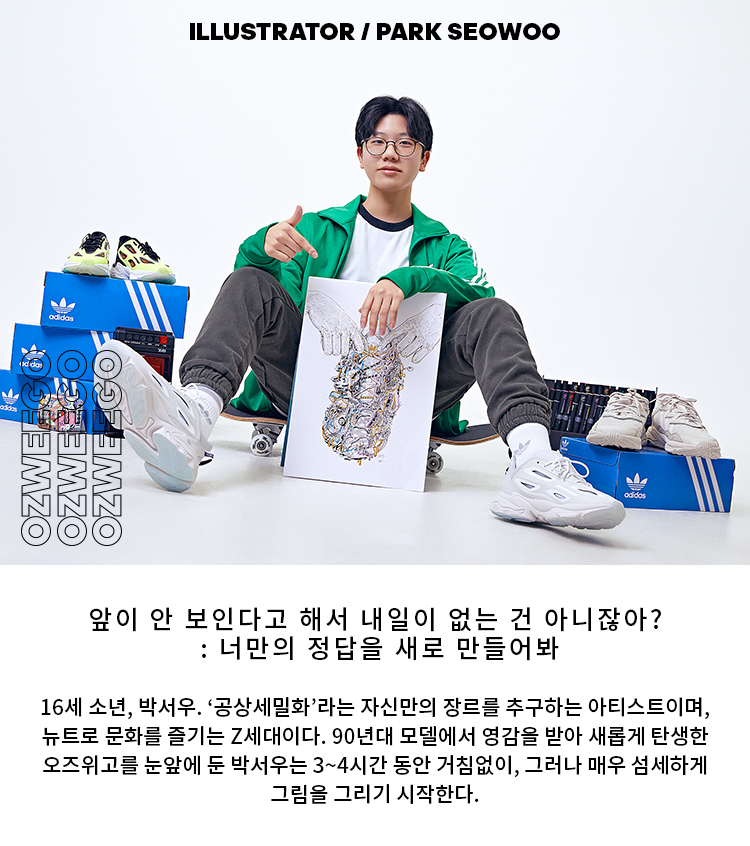 ILLUSTRATOR / PARK SEOWOO
adidas
adidas
adidas
adidas
OZWEEGO
OZWEEGO
OZWEEGO
앞이 안 보인다고 해서 내일이 없는 건 아니잖아?
: 너만의 정답을 새로 만들어봐
16세 소년, 박서우. ‘공상세밀화’라는 자신만의 장르를 추구하는 아티스트이며,
뉴트로 문화를 즐기는 Z세대이다. 90년대 모델에서 영감을 받아 새롭게 탄생한
오즈위고를 눈앞에 둔 박서우는 3~4시간 동안 거침없이, 그러나 매우 섬세하게
그림을 그리기 시작한다.